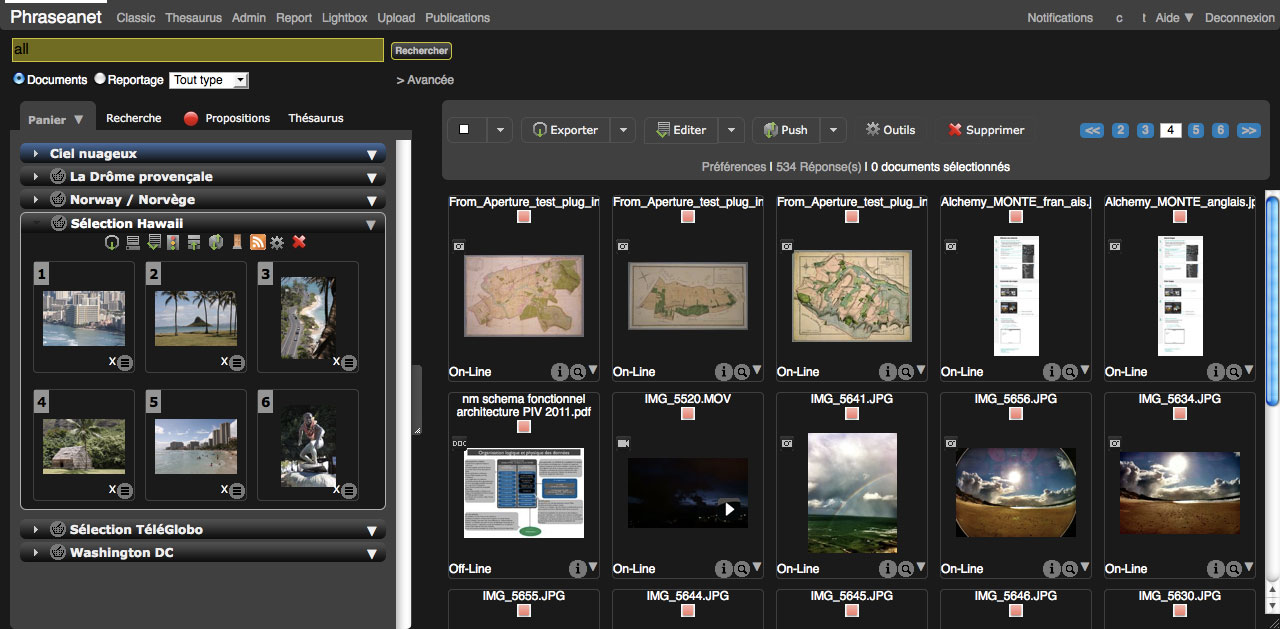 Phraseanet Classic Thesaurus Admin Report Lightbox Upload Publications Notifications c t Aide ▼ Deconnexion
all Rechercher
Documents Reportage Tout type > Avancée
Panier ▼ Recherche Propositions Thésaurus
Ciel nuageux
La Drôme provençale
Norway / Norvège
Sélection Hawaii
1 2 3
X X X
4 5 6
X X X
Sélection TéléGlobo
Washington DC
Exporter Editer Push Outils Supprimer << 2 3 4 5 6 >>
Préférences I 534 Réponse(s) I 0 documents sélectionnés
From_Aperture_test_plug_in From_Aperture_test_plug_in From_Aperture_test_plug_in Alchemy_MONTE_fran_ais.j Alchemy_MONTE_anglais.jp
On-Line On-Line On-Line On-Line On-Line
nm schema fonctionnel
architecture PIV 2011.pdf
IMG_5520.MOV IMG_5641.JPG IMG_5656.JPG IMG_5634.JPG
DOC
Organisation logique et physique des données
Off-Line On-Line On-Line On-Line On-Line
IMG_5655.JPG IMG_5644.JPG IMG_5645.JPG IMG_5646.JPG IMG_5630.JPG